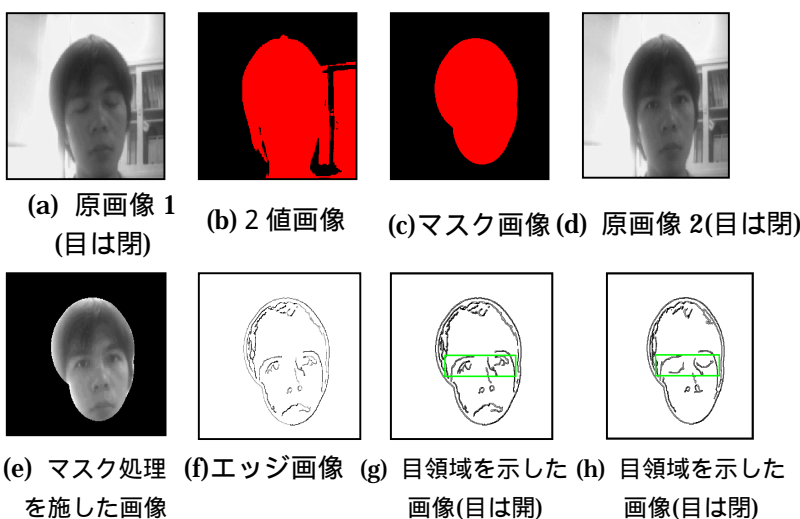 (a) 原画像 1
(目は閉)
(b) 2 値画像
(c)マスク画像
(d) 原画像 2(目は閉)
(e) マスク処理
を施した画像
(f)エッジ画像
(g) 目領域を示した
画像(目は開)
(h) 目領域を示した
画像(目は閉)